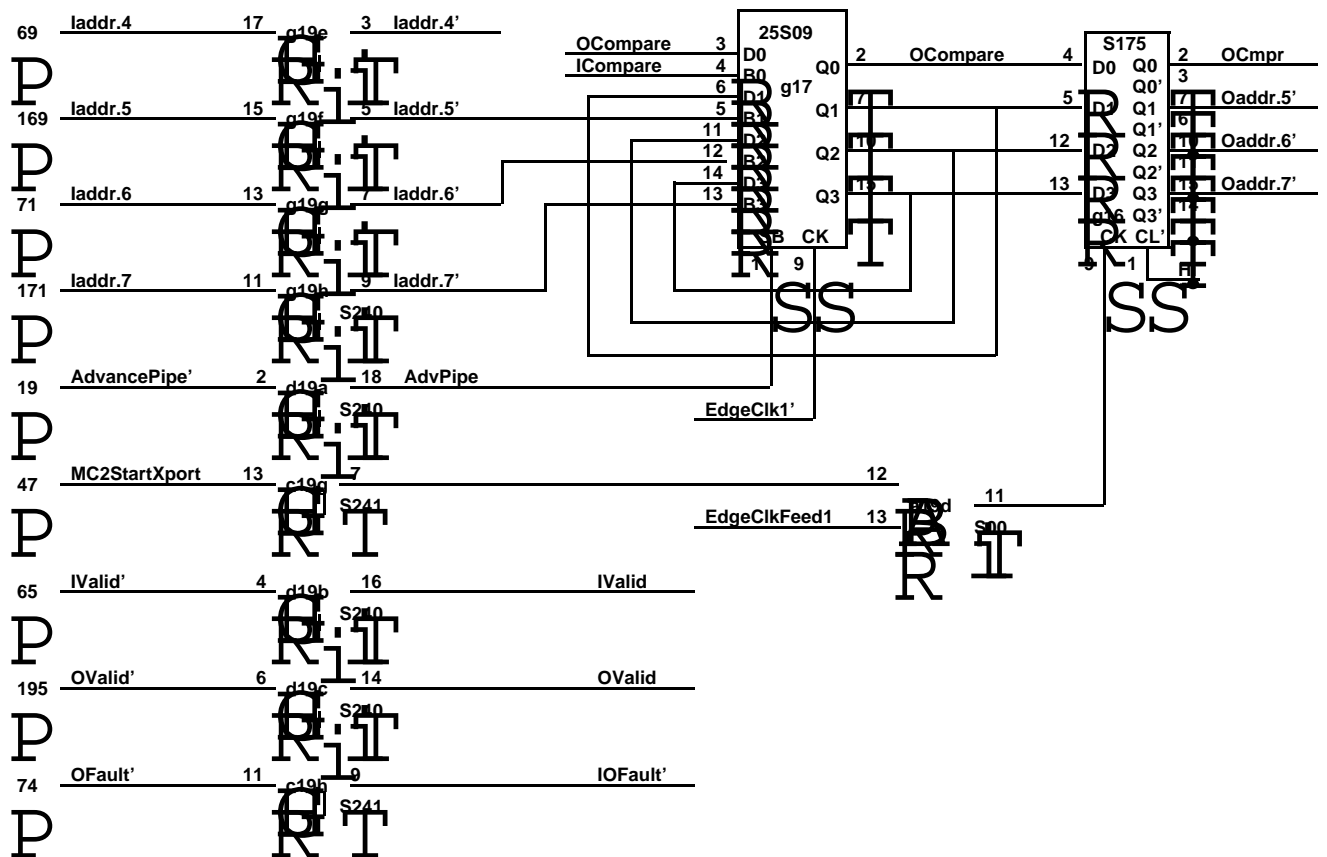 69 Iaddr.4 17 g19e 3 Iaddr.4'
P
169 Iaddr.5 15 g19f 5 Iaddr.5'
P
71 Iaddr.6 13 g19g 7 Iaddr.6'
P
171 Iaddr.7 11 g19h 9 Iaddr.7'
P S240
19 AdvancePipe' 2 d19a 18 AdvPipe
P S240
47 MC2StartXport 13 c19g 7 12
P S241
65 IValid' 4 d19b 16 IValid
P S240
195 OValid' 6 d19c 14 OValid
P S240
74 OFault' 11 c19h 9 IOFault'
P S241
25S09
g17
OCompare 3 D0
ICompare 4 B0
6 D1
5 B1
11 D2
12 B2
14 D3
13 B3
Q0 2 OCompare 4
Q1 7 5
Q2 10 12
Q3 15 13
CK
1 9
SS
EdgeClk1'
EdgeClkFeed1 13
11
S00
S175
D0 Q0 2 OCmpr
Q0' 3
D1 Q1 7 Oaddr.5'
Q1' 6
D2 Q2 10 Oaddr.6'
Q2'
D3 Q3 15 Oaddr.7'
g16 Q3' 14
CK CL'
9 1
SS